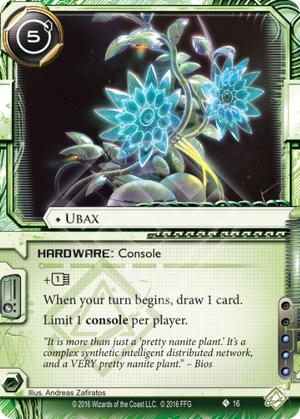 5
♦ UBAX
HARDWARE: Console
+1
When your turn begins, draw 1 card.
Limit 1 console per player.
"It is more than just a 'pretty nanite plant.' It's a
complex synthetic intelligent distributed network,
and a VERY pretty nanite plant." – Bios
Illus. Andreas Zafiratos
© 2016 Wizards of the Coast LLC. © 2016 FFG
16